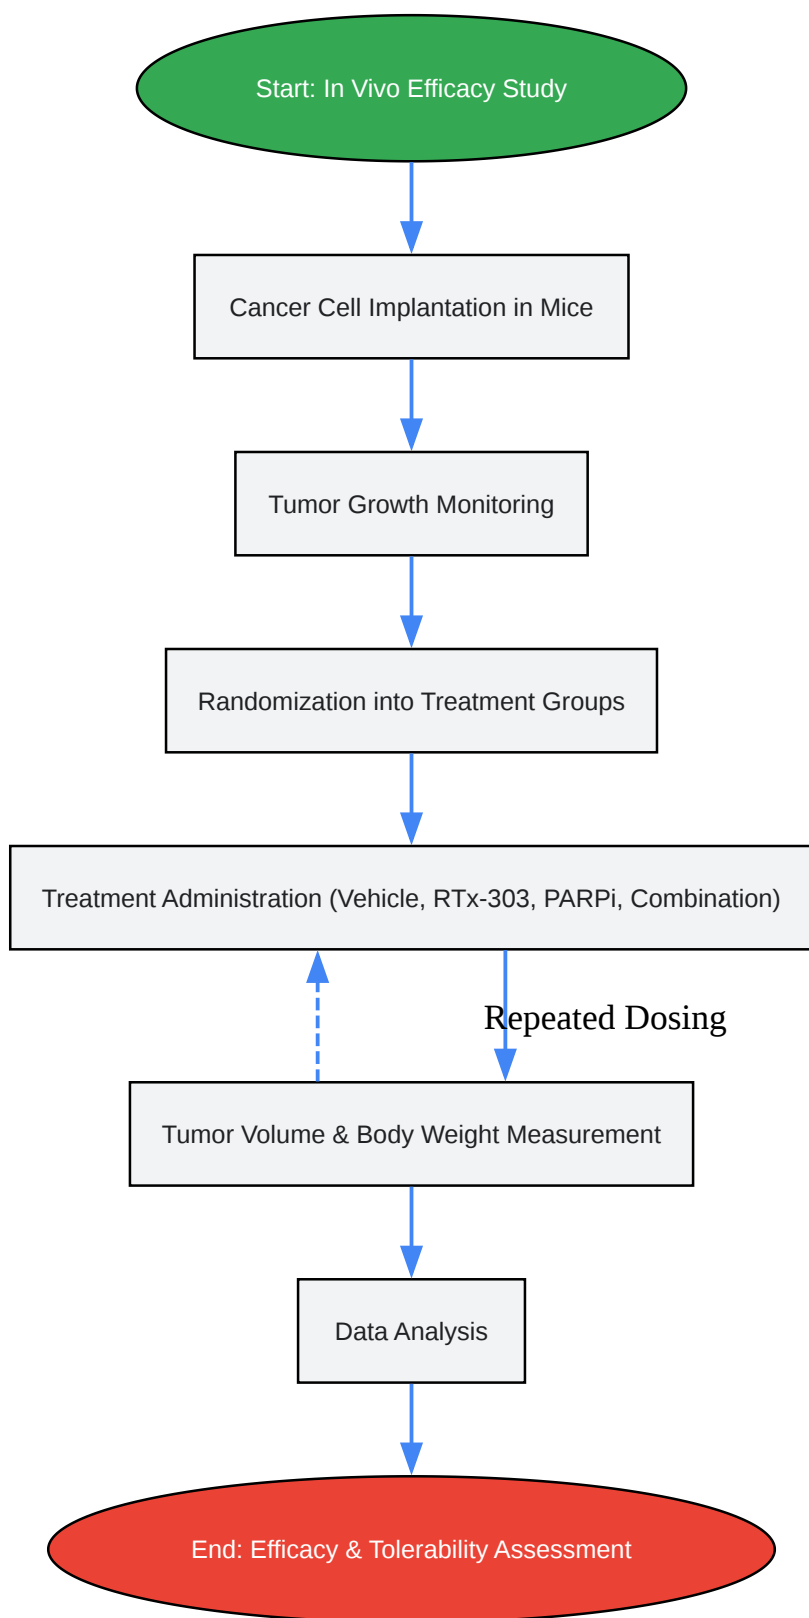 Start: In Vivo Efficacy Study
Cancer Cell Implantation in Mice
Tumor Growth Monitoring
Randomization into Treatment Groups
Treatment Administration (Vehicle, RTx-303, PARPi, Combination)
Repeated Dosing
Tumor Volume & Body Weight Measurement
Data Analysis
End: Efficacy & Tolerability Assessment